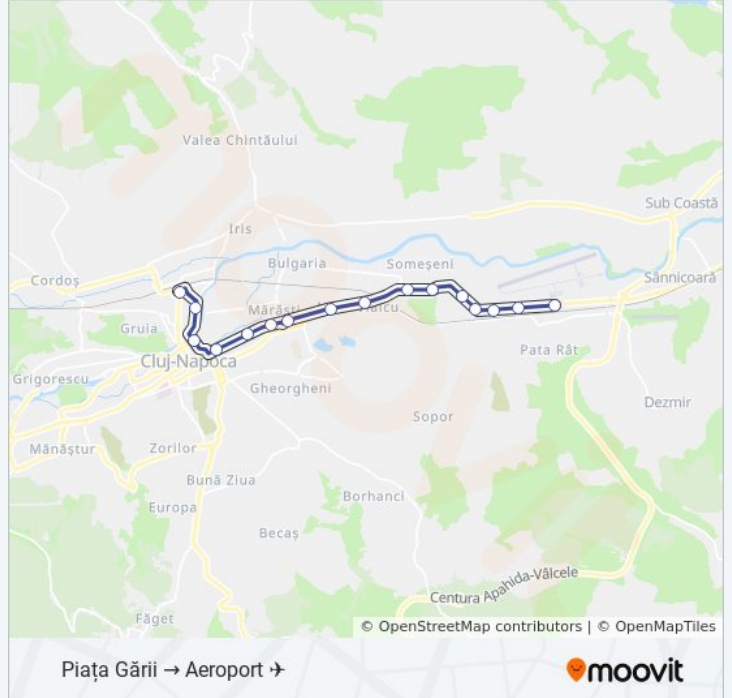 Valea Chintăului
Sub Coastă
Iris
Bulgaria
Someșeni
Sânnicoară
Cordoș
Mărăști
Gruia
Pata Rât
Cluj-Napoca
Grigorescu
Gheorgheni
Dezmir
Sopor
Mănăștur
Zorilor
Bună Ziua
Borhanci
Europa
Becaș
Centura Apahida-Vâlcele
Făget
© OpenStreetMap contributors | © OpenMapTiles
Piața Gării → Aeroport ✈
moovit